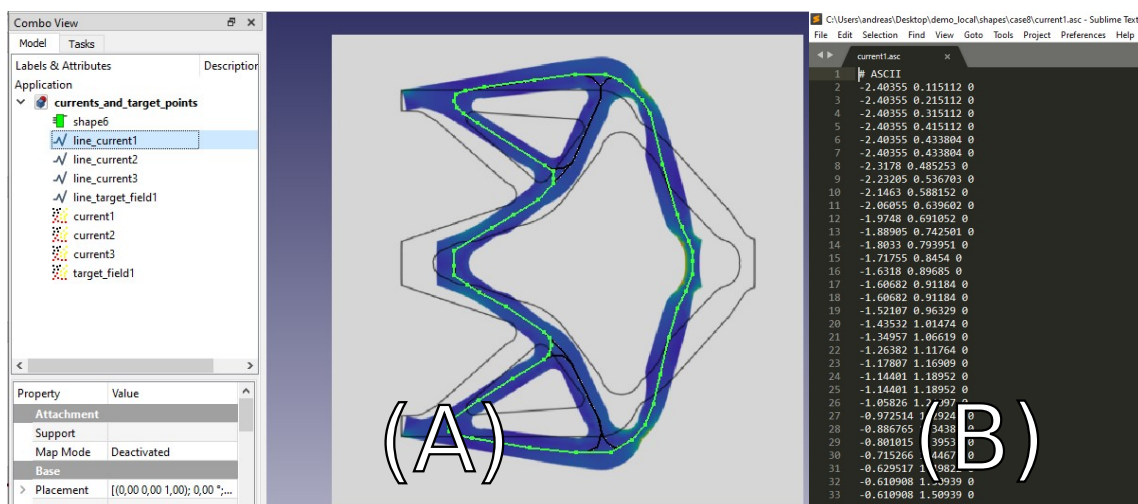 Combo View
Model Tasks
Labels & Attributes Description
Application
currents_and_target_points
shape6
line_current1
line_current2
line_current3
line_target_field1
current1
current2
current3
target_field1
Property Value
Attachment
Support
Map Mode Deactivated
Base
Placement [(0,00 0,00 1,00); 0,00 °;...
(A)
C:\Users\andreas\Desktop\demo_local\shapes\case8\current1.asc - Sublime Text
File Edit Selection Find View Goto Tools Project Preferences Help
current1.asc ×
1 # ASCII
2 -2.40355 0.115112 0
3 -2.40355 0.215112 0
4 -2.40355 0.315112 0
5 -2.40355 0.415112 0
6 -2.40355 0.433804 0
7 -2.40355 0.433804 0
8 -2.3178 0.485253 0
9 -2.23205 0.536703 0
10 -2.1463 0.588152 0
11 -2.06055 0.639602 0
12 -1.9748 0.691052 0
13 -1.88905 0.742501 0
14 -1.8033 0.793951 0
15 -1.71755 0.8454 0
16 -1.6318 0.89685 0
17 -1.60682 0.91184 0
18 -1.60682 0.91184 0
19 -1.52107 0.96329 0
20 -1.43532 1.01474 0
21 -1.34957 1.06619 0
22 -1.26382 1.11764 0
23 -1.17807 1.16909 0
24 -1.14401 1.18952 0
25 -1.14401 1.18952 0
26 -1.05826 0
27 -0.972514 0
28 -0.886765 0
29 -0.801015 0
30 -0.715266 0
31 -0.629517 0
32 -0.610908 0
33 -0.610908 1.50939 0
(B)